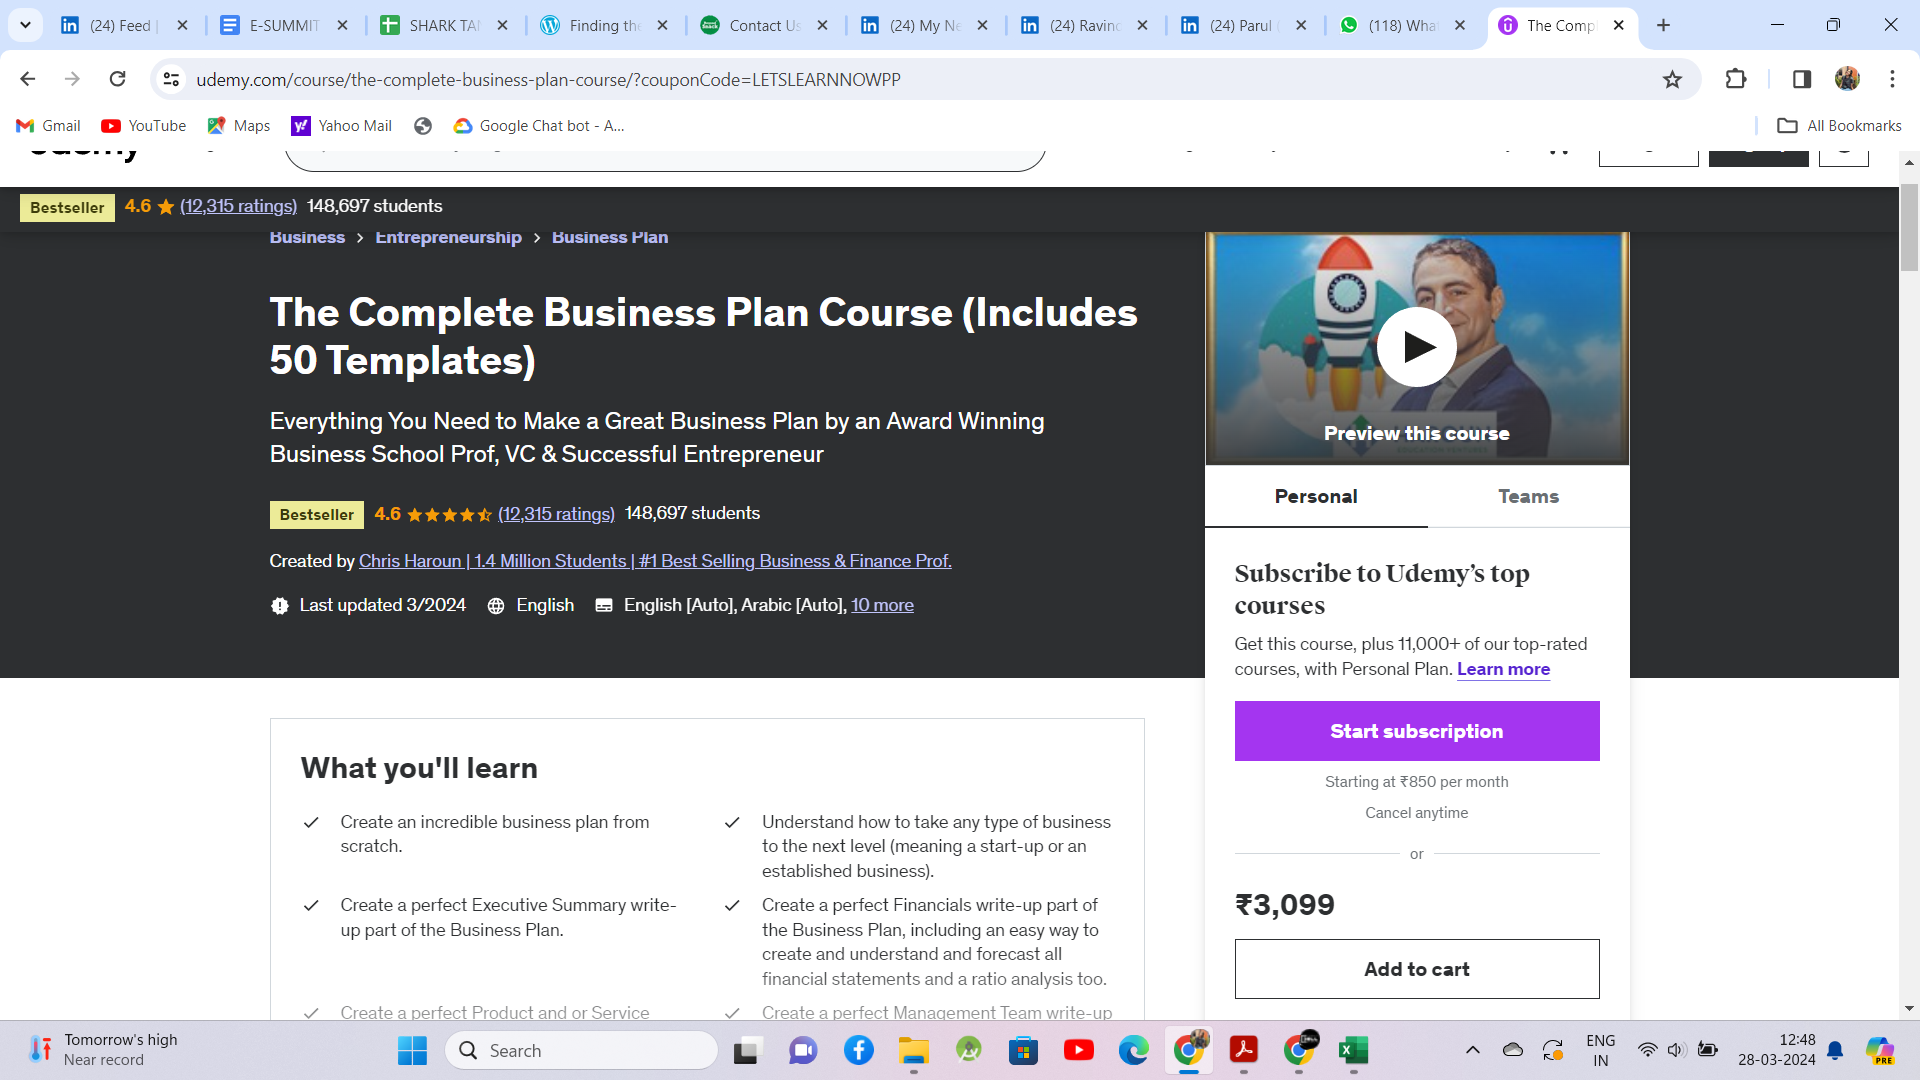 (24) Feed
E-SUMMIT
SHARK TA
Finding the
Contact Us
(24) My Ne
(24) Ravind
(24) Parul
(118) What
The Comp
udemy.com/course/the-complete-business-plan-course/?couponCode=LETSLEARNNOWPP
Gmail
YouTube
Maps
Yahoo Mail
Google Chat bot - A...
All Bookmarks
Bestseller 4.6 (12,315 ratings) 148,697 students
Business > Entrepreneurship > Business Plan
The Complete Business Plan Course (Includes
50 Templates)
Everything You Need to Make a Great Business Plan by an Award Winning
Business School Prof, VC & Successful Entrepreneur
Bestseller 4.6 (12,315 ratings) 148,697 students
Created by Chris Haroun | 1.4 Million Students | #1 Best Selling Business & Finance Prof.
Last updated 3/2024 English English [Auto], Arabic [Auto], 10 more
Preview this course
Personal
Teams
Subscribe to Udemy's top
courses
Get this course, plus 11,000+ of our top-rated
courses, with Personal Plan. Learn more
Start subscription
Starting at ₹850 per month
Cancel anytime
or
₹3,099
Add to cart
What you'll learn
Create an incredible business plan from
scratch.
Understand how to take any type of business
to the next level (meaning a start-up or an
established business).
Create a perfect Executive Summary write-
up part of the Business Plan.
Create a perfect Financials write-up part of
the Business Plan, including an easy way to
create and understand and forecast all
financial statements and a ratio analysis too.
Create a perfect Product and or Service
Create a perfect Management Team write-up
Tomorrow's high
Near record
Search
ENG
IN
12:48
28-03-2024
PRE